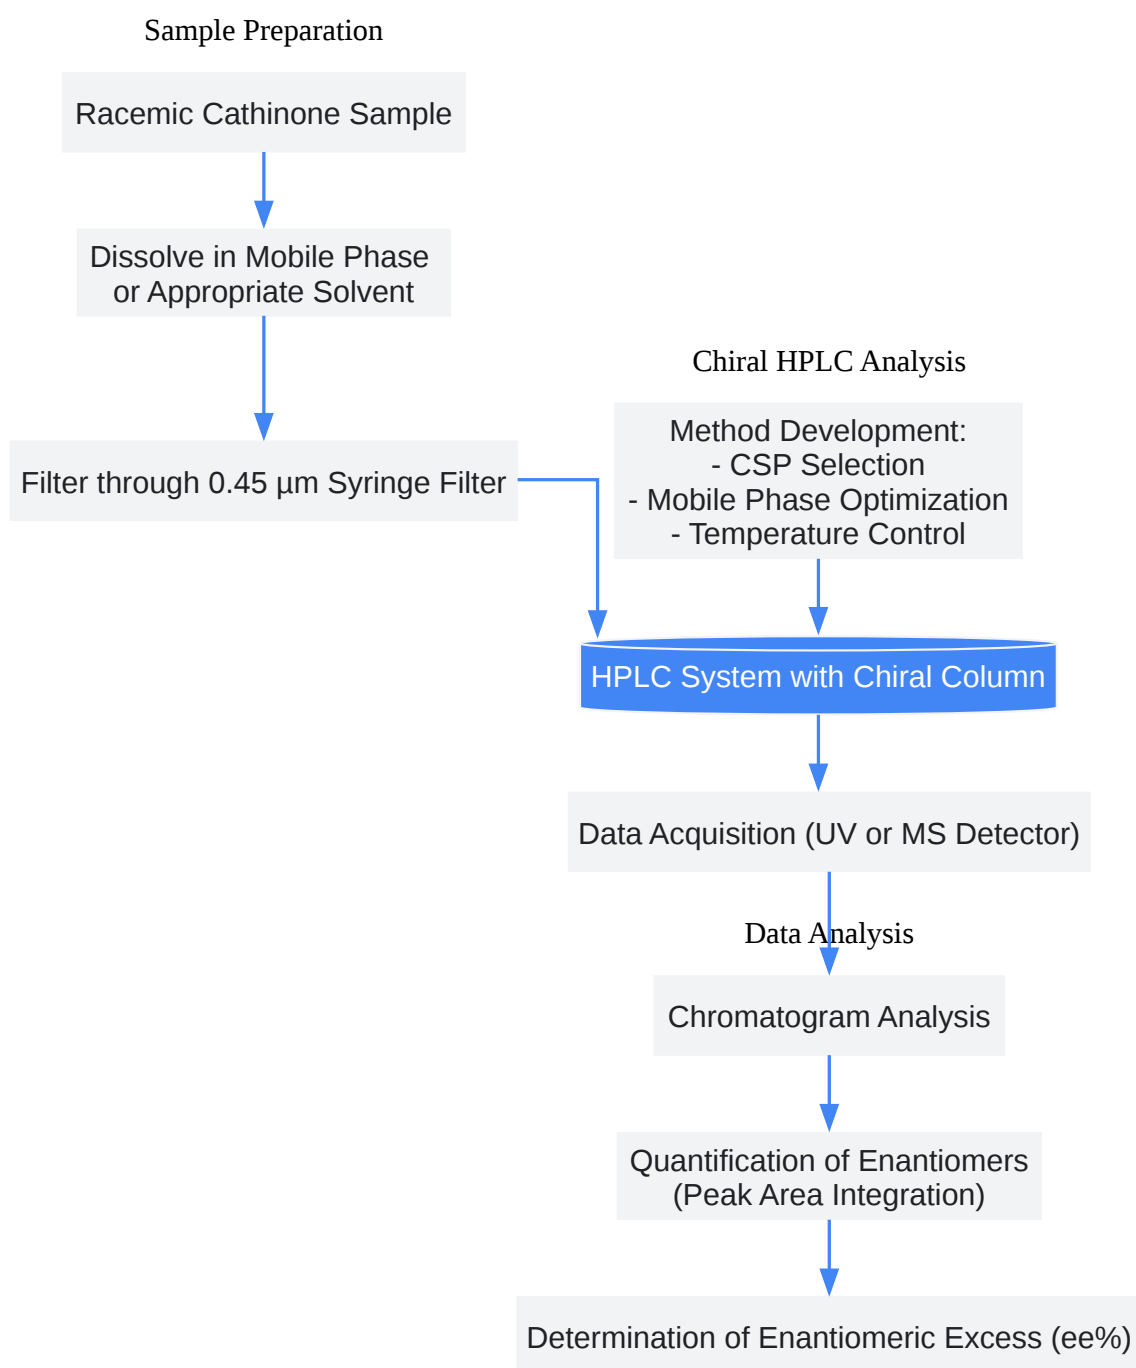 Sample Preparation
Racemic Cathinone Sample
Dissolve in Mobile Phase
or Appropriate Solvent
Filter through 0.45 µm Syringe Filter
Chiral HPLC Analysis
Method Development:
- CSP Selection
- Mobile Phase Optimization
- Temperature Control
HPLC System with Chiral Column
Data Acquisition (UV or MS Detector)
Data Analysis
Chromatogram Analysis
Quantification of Enantiomers
(Peak Area Integration)
Determination of Enantiomeric Excess (ee%)